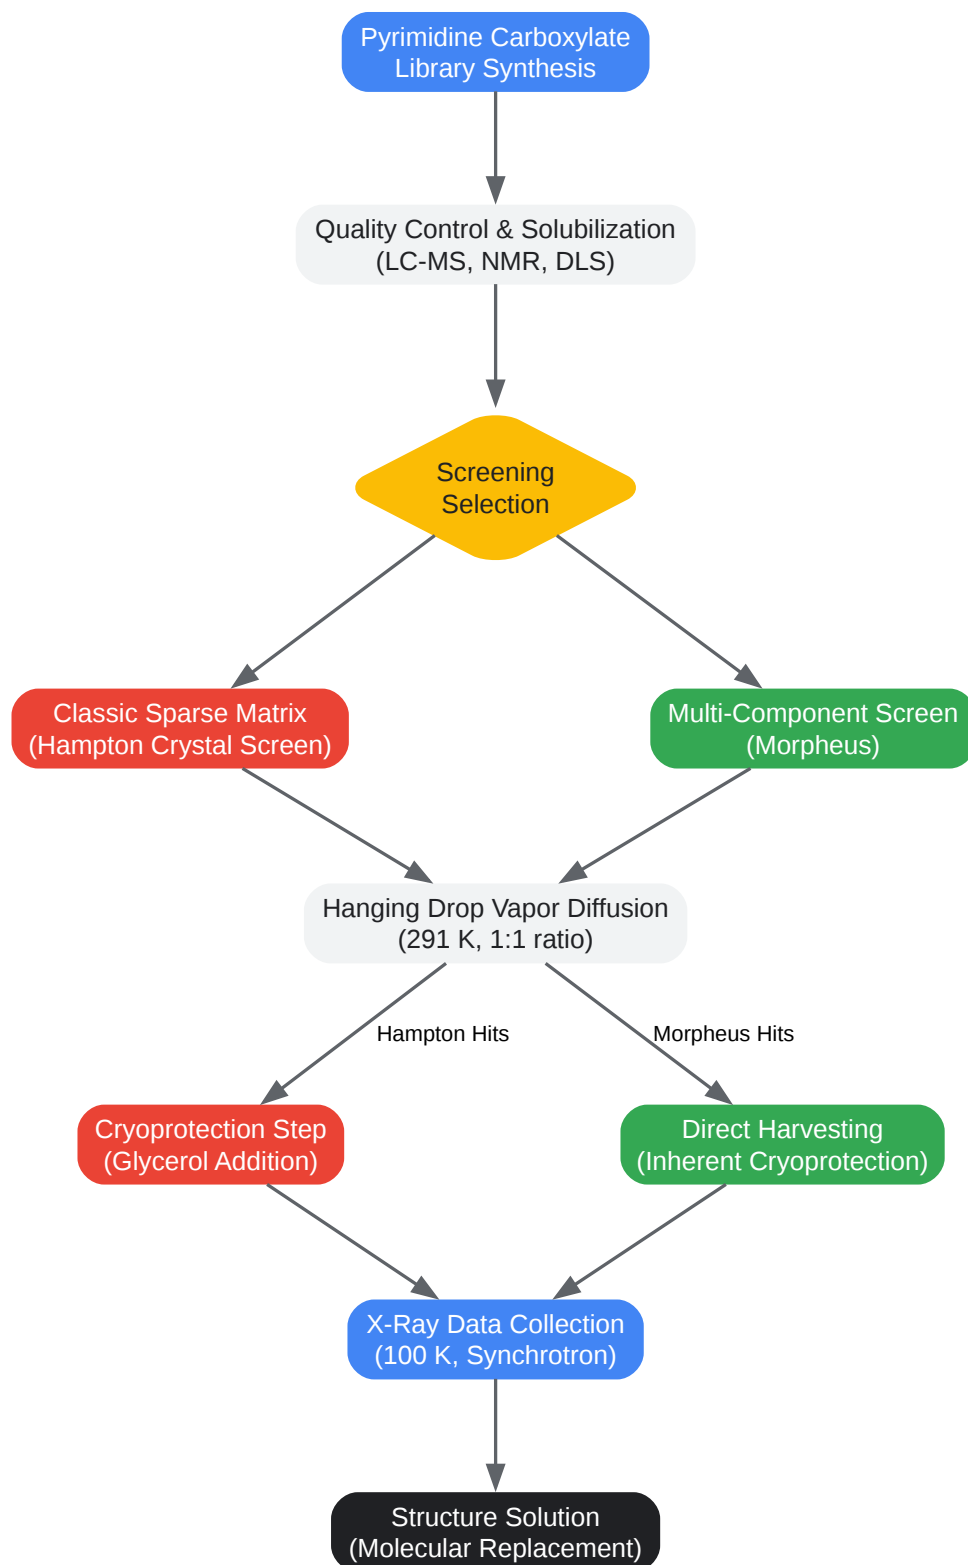 Pyrimidine Carboxylate
Library Synthesis
Quality Control & Solubilization
(LC-MS, NMR, DLS)
Screening
Selection
Classic Sparse Matrix
(Hampton Crystal Screen)
Multi-Component Screen
(Morpheus)
Hanging Drop Vapor Diffusion
(291 K, 1:1 ratio)
Hampton Hits
Morpheus Hits
Cryoprotection Step
(Glycerol Addition)
Direct Harvesting
(Inherent Cryoprotection)
X-Ray Data Collection
(100 K, Synchrotron)
Structure Solution
(Molecular Replacement)